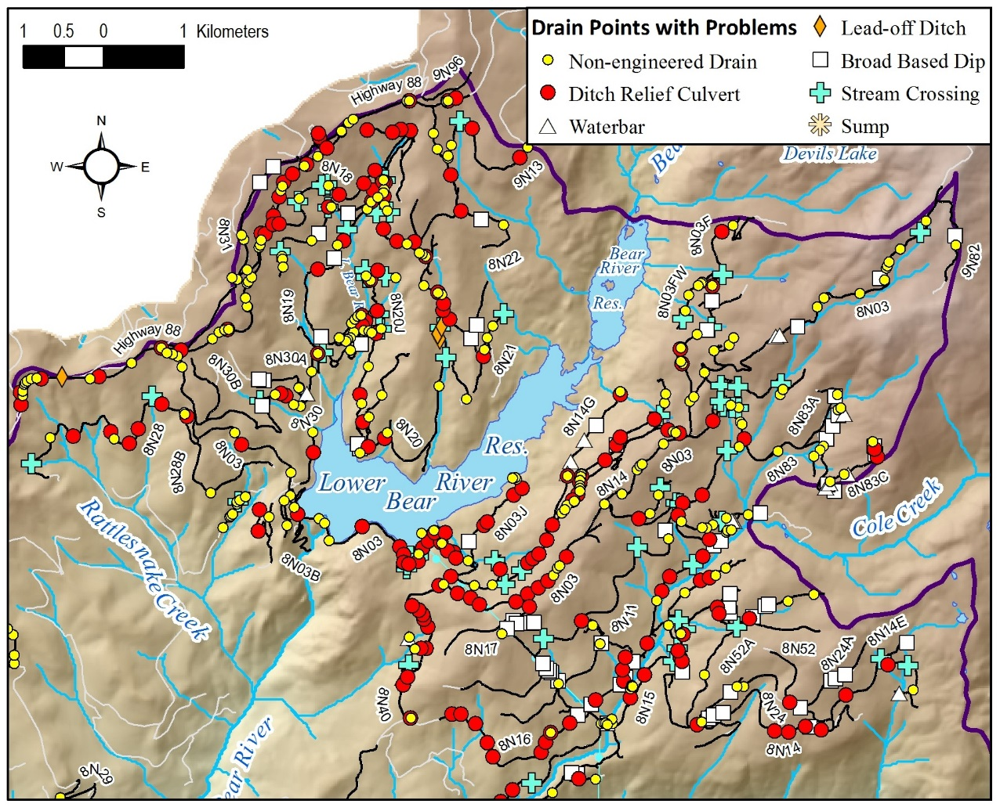 1 0.5 0 1 Kilometers
N
W E
S
Drain Points with Problems
Non-engineered Drain
Ditch Relief Culvert
Waterbar
Lead-off Ditch
Broad Based Dip
Stream Crossing
Sump
Highway 88
9N96
Bea
Devils Lake
8N18
9N13
8N31
8N22
Bear
River
Res.
8N03F
8N03FW
9N82
8N03
8N19
L. Bear R
8N20J
8N21
Highway 88
8N30A
8N30B
8N30
8N28
8N03
8N28B
8N20
8N14G
8N83A
8N83
8N83C
8N03
8N14
Lower
Bear
River
Res.
Cole Creek
Rattlesnake Creek
8N03B
8N03
8N03J
8N03
8N11
8N17
8N52A
8N52
8N24A
8N14E
8N40
8N15
8N24
8N16
8N14
ear River
8N29